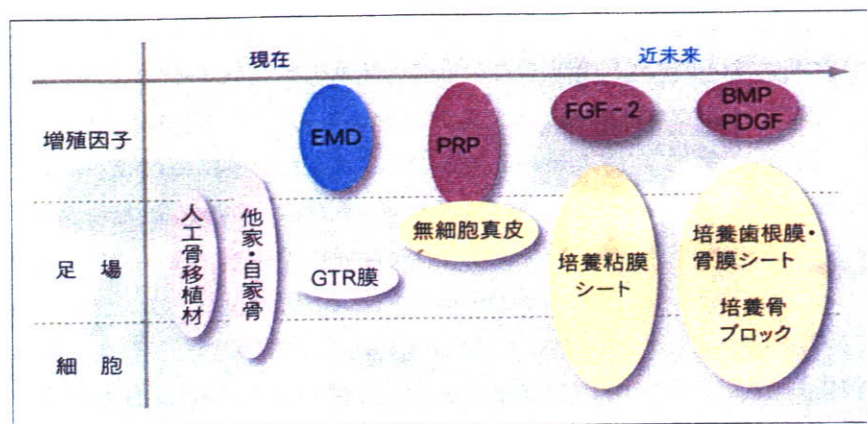 現在
近未来
増殖因子
EMD
PRP
FGF-2
BMP
PDGF
足 場
人工骨移植材
他家・自家骨
GTR膜
無細胞真皮
培養粘膜
シート
培養歯根膜・
骨膜シート
培養骨
ブロック
細 胞